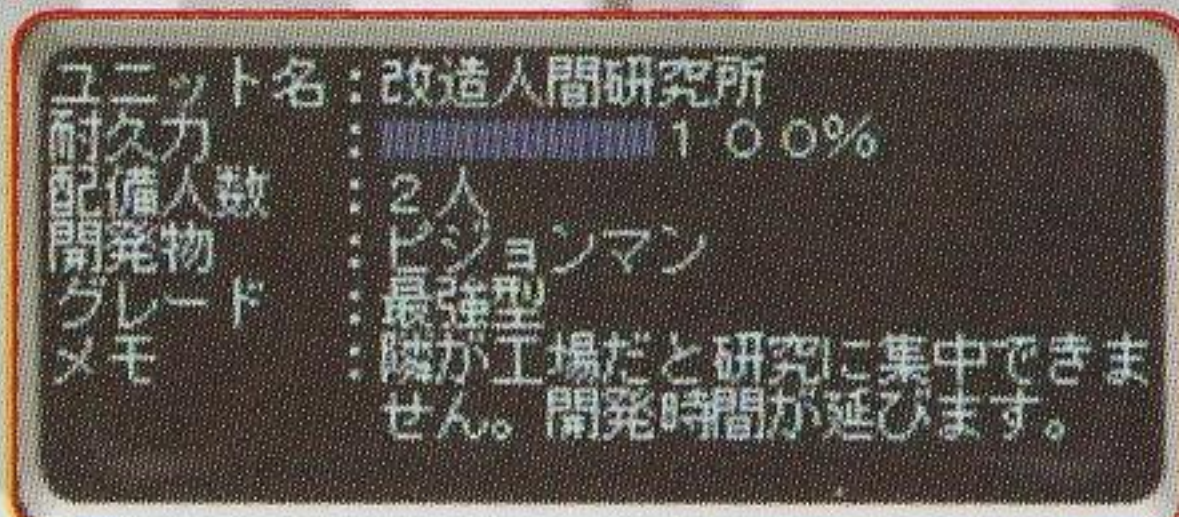 ユニット名：改造人間研究所
耐久力：100%
配備人数：2人
開発物：ピジョンマン
グレード：最強型
メモ：隣が工場だと研究に集中できま
せん。開発時間が延びます。